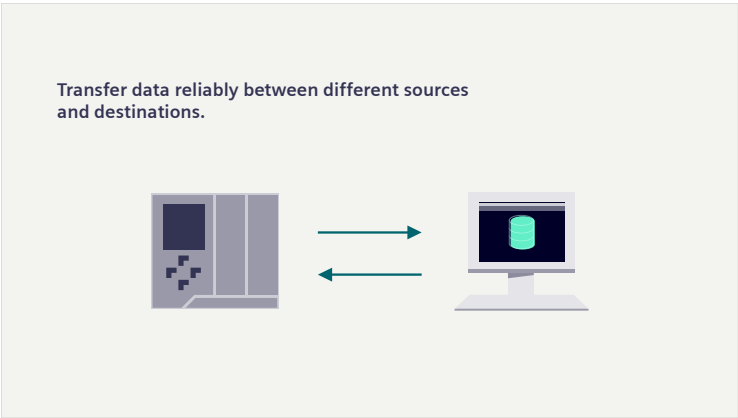 Transfer data reliably between different sources
and destinations.